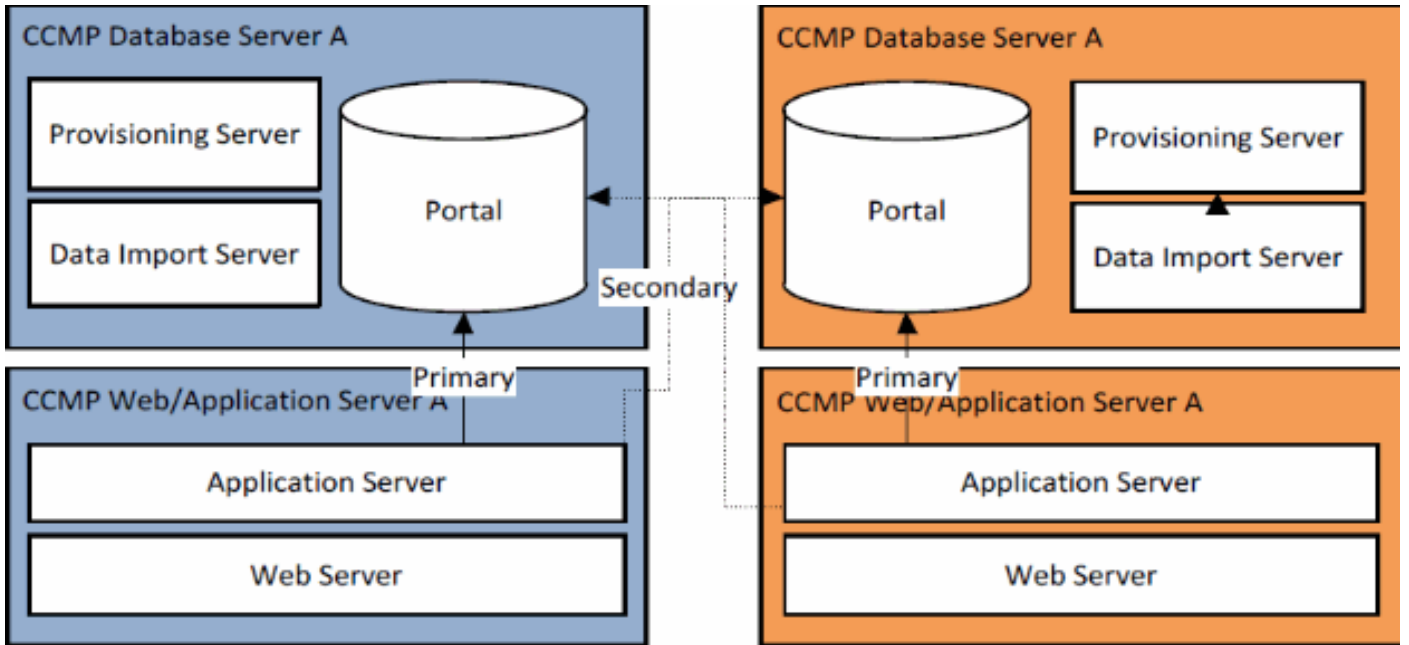 CCMP Database Server A
Provisioning Server
Data Import Server
Portal
CCMP Database Server A
Portal
Provisioning Server
Data Import Server
Secondary
Primary
CCMP Web/Application Server A
Application Server
Web Server
Primary
CCMP Web/Application Server A
Application Server
Web Server